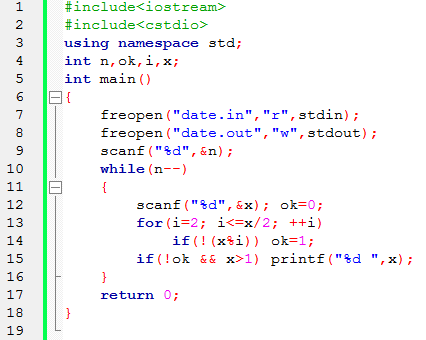 1 #include<iostream>
2 #include<cstdio>
3 using namespace std;
4 int n,ok,i,x;
5 int main()
6 {
7 freopen("date.in","r",stdin);
8 freopen("date.out","w",stdout);
9 scanf("%d",&n);
10 while(n--)
11 {
12 scanf("%d",&x); ok=0;
13 for(i=2; i<=x/2; ++i)
14 if(!(x%i)) ok=1;
15 if(!ok && x>1) printf("%d ",x);
16 }
17 return 0;
18 }
19